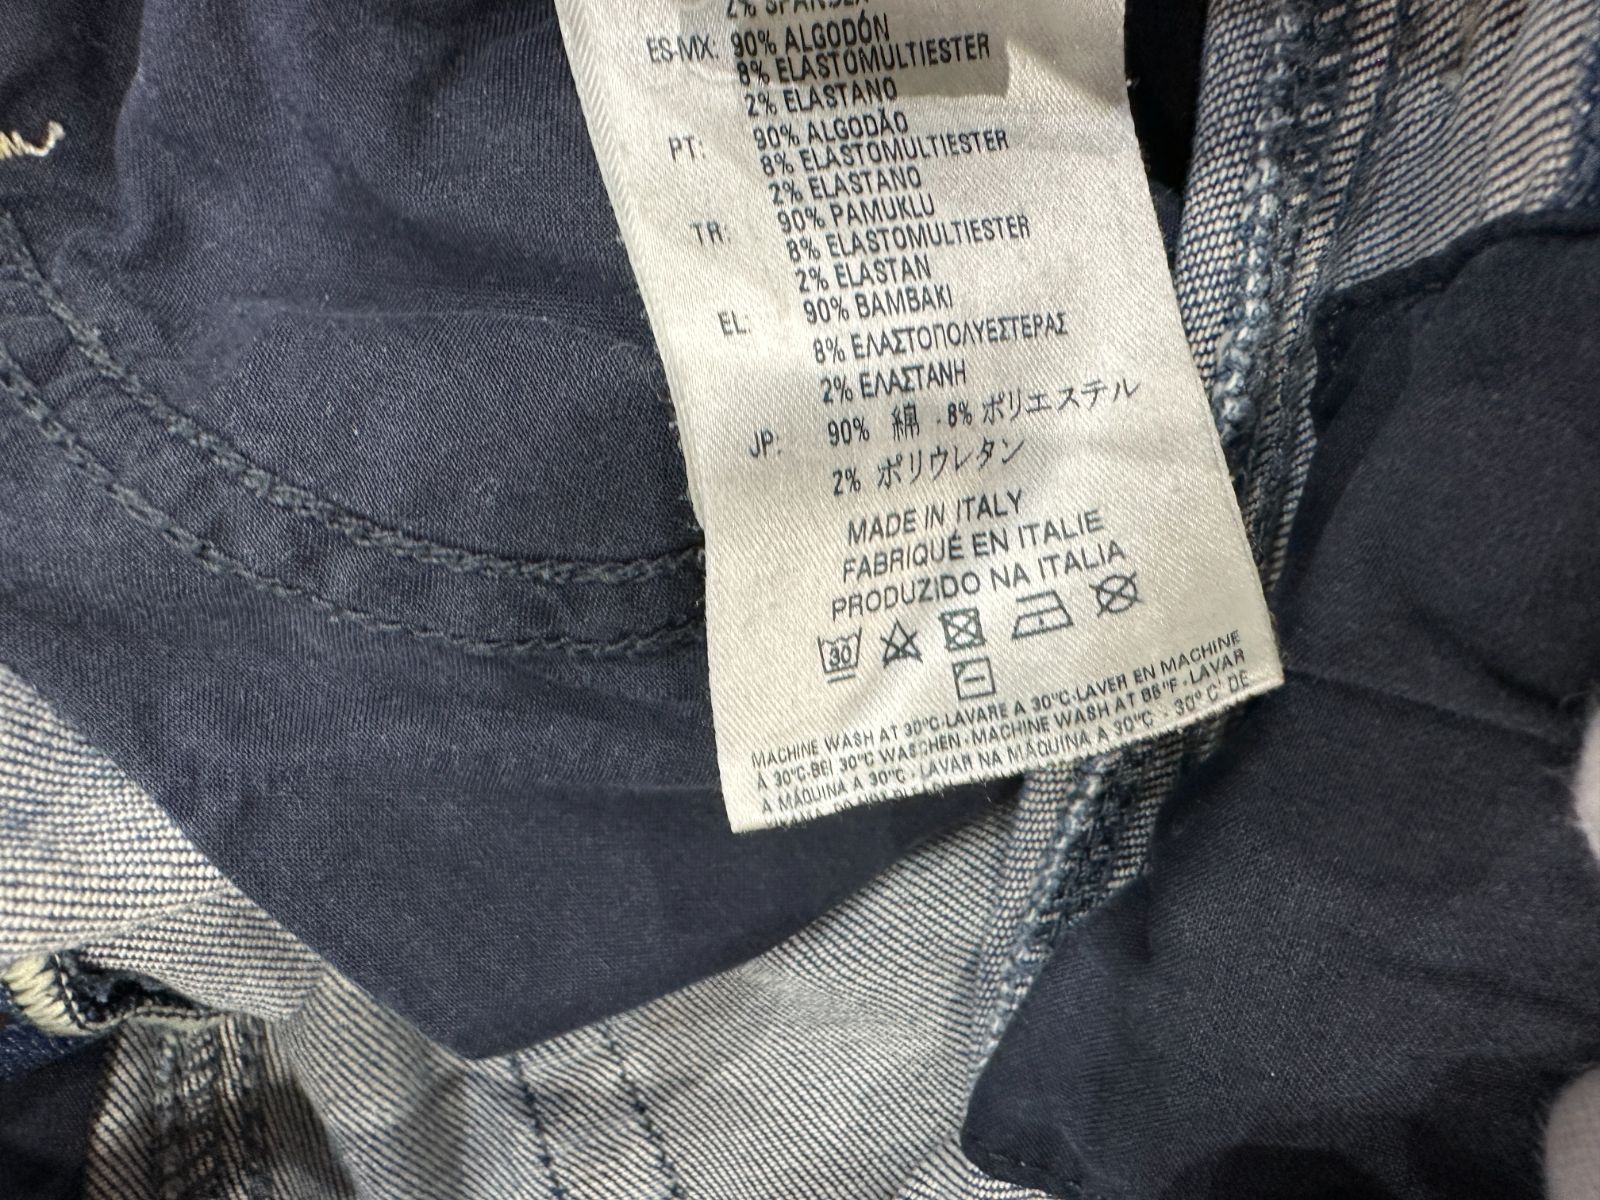 2% SPANDEX
ES-MX: 90% ALGODÓN
8% ELASTOMULTIESTER
2% ELASTANO
PT: 90% ALGODÃO
8% ELASTOMULTIESTER
2% ELASTANO
TR: 90% PAMUKLU
8% ELASTOMULTIESTER
2% ELASTAN
EL: 90% BAMBAKI
8% ΕΛΑΣΤΟΠΟΛΥΕΣΤΕΡΑΣ
2% ΕΛΑΣΤΑΝΗ
JP: 90% 綿 - 8% ポリエステル
2% ポリウレタン
MADE IN ITALY
FABRIQUÉ EN ITALIE
PRODUZIDO NA ITALIA
30
MACHINE WASH AT 30°C-LAVARE A 30°C-LAVER EN MACHINE
A 30°C-BEI 30°C WASCHEN - MACHINE WASH AT 86°F - LAVAR
A MÁQUINA A 30°C - LAVAR NA MÁQUINA A 30°C - 30° C' DE